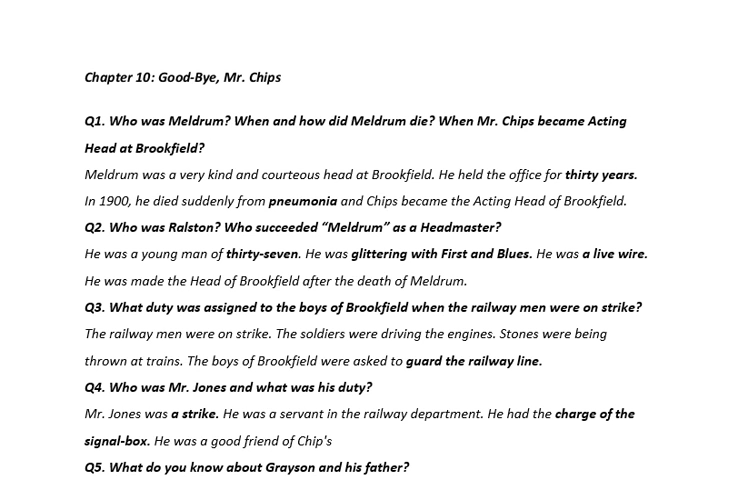 Chapter 10: Good-Bye, Mr. Chips
Q1. Who was Meldrum? When and how did Meldrum die? When Mr. Chips became Acting
Head at Brookfield?
Meldrum was a very kind and courteous head at Brookfield. He held the office for thirty years.
In 1900, he died suddenly from pneumonia and Chips became the Acting Head of Brookfield.
Q2. Who was Ralston? Who succeeded “Meldrum” as a Headmaster?
He was a young man of thirty-seven. He was glittering with First and Blues. He was a live wire.
He was made the Head of Brookfield after the death of Meldrum.
Q3. What duty was assigned to the boys of Brookfield when the railway men were on strike?
The railway men were on strike. The soldiers were driving the engines. Stones were being
thrown at trains. The boys of Brookfield were asked to guard the railway line.
Q4. Who was Mr. Jones and what was his duty?
Mr. Jones was a strike. He was a servant in the railway department. He had the charge of the
signal-box. He was a good friend of Chip's
Q5. What do you know about Grayson and his father?